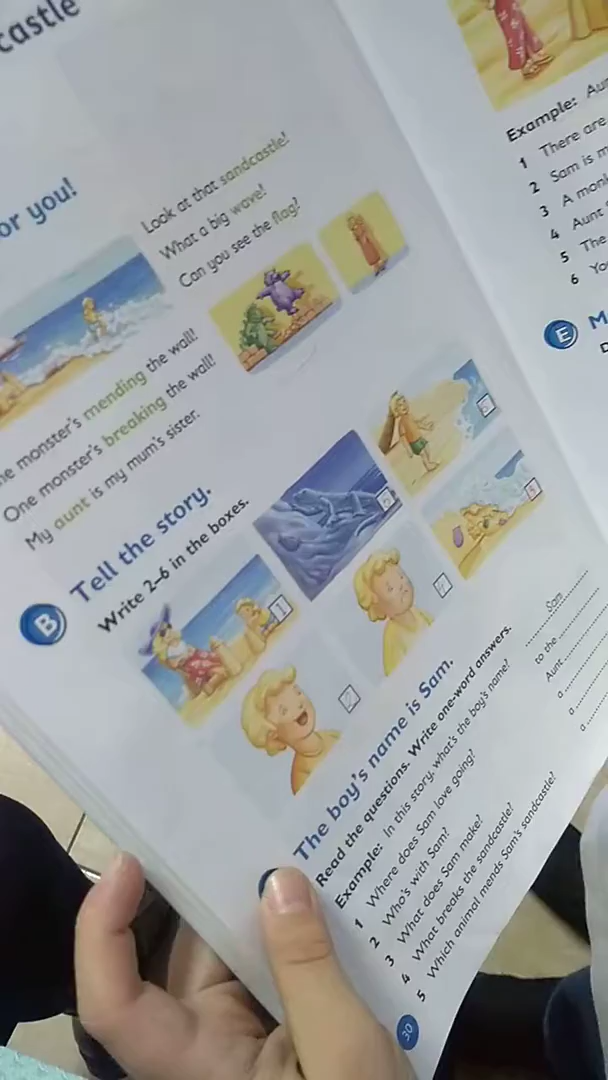 castle
or you!
Look at that sandcastle!
What a big wave!
Can you see the flag?
monster's mending the wall!
One monster's breaking the wall!
My aunt is my mum's sister.
B Tell the story.
Write 2–6 in the boxes.
1
The boy's name is Sam.
Read the questions. Write one-word answers.
Example: In this story, what's the boy's name?
Sam
1 Where does Sam love going?
to the
2 Who's with Sam?
Aunt
3 What does Sam make?
a
4 What breaks the sandcastle?
a
5 Which animal mends Sam's sandcastle?
a
30
Example:
1 There are
2 Sam is
3 A
4 Aunt
5 The
6
E